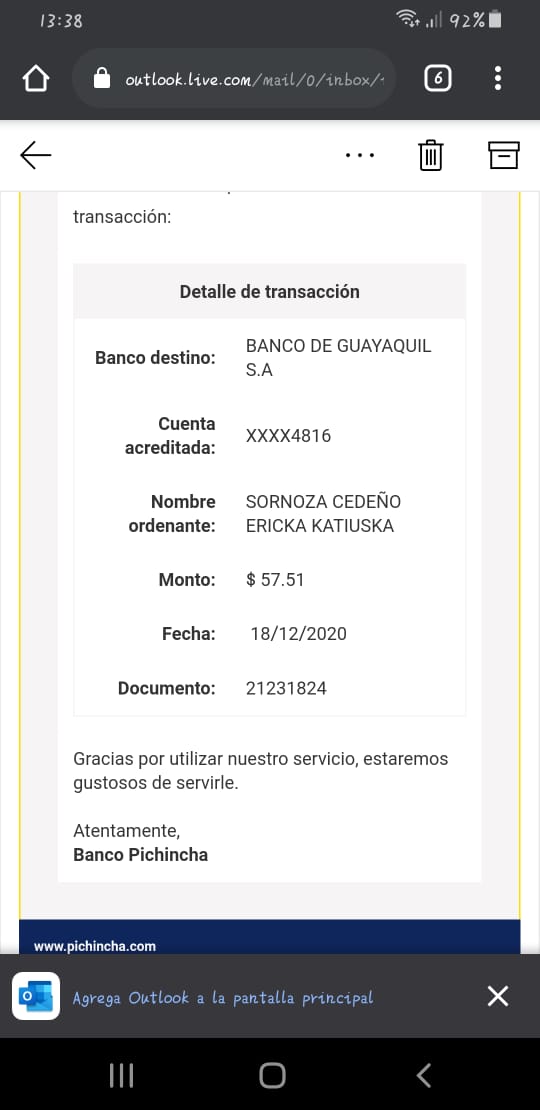 13:38
92%
outlook.live.com/mail/0/inbox/
6
transacción:
Detalle de transacción
Banco destino: BANCO DE GUAYAQUIL
S.A
Cuenta
acreditada: XXXX4816
Nombre
ordenante: SORNOZA CEDEÑO
ERICKA KATIUSKA
Monto: $ 57.51
Fecha: 18/12/2020
Documento: 21231824
Gracias por utilizar nuestro servicio, estaremos
gustosos de servirle.
Atentamente,
Banco Pichincha
www.pichincha.com
Agrega Outlook a la pantalla principal